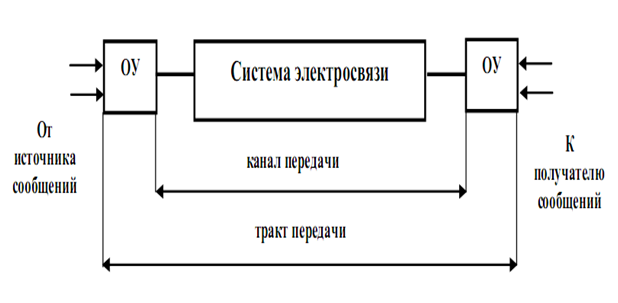 ОУ
Система электросвязи
ОУ
От
источника
сообщений
канал передачи
К
получателю
сообщений
тракт передачи